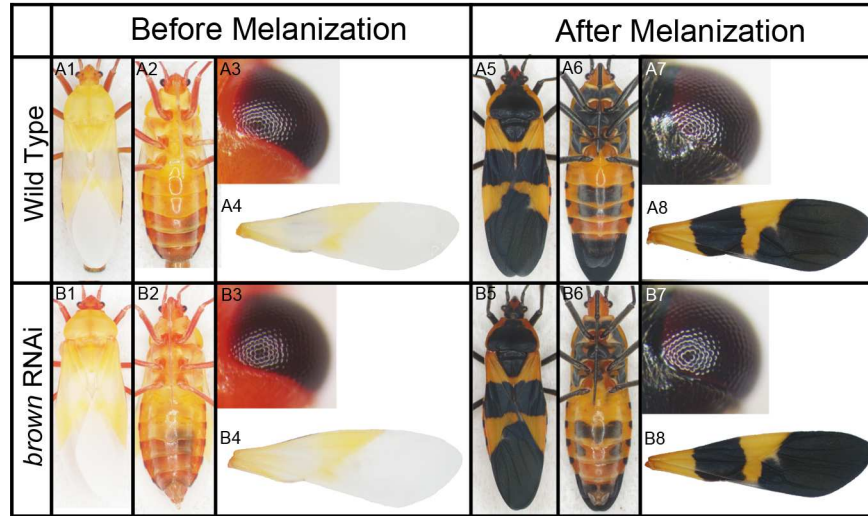 Before Melanization
After Melanization
Wild Type
A1
A2
A3
A4
A5
A6
A7
A8
brown RNAi
B1
B2
B3
B4
B5
B6
B7
B8